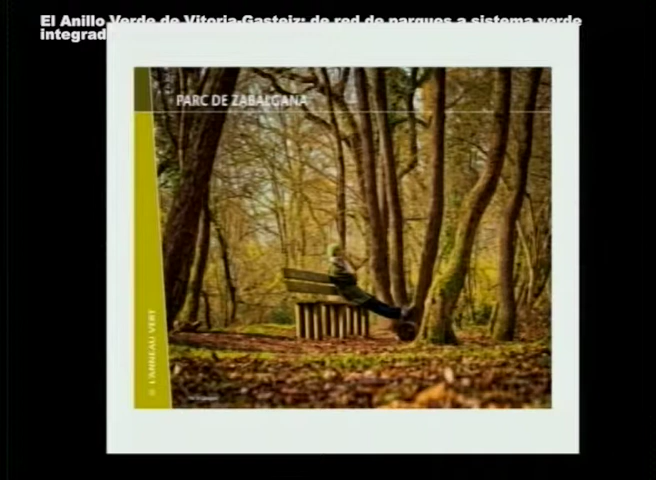 El Anillo Verde de Vitoria-Gasteiz: de red de parques a sistema verde
integrad
PARC DE ZABALGANA
L'ANNEAU VERT